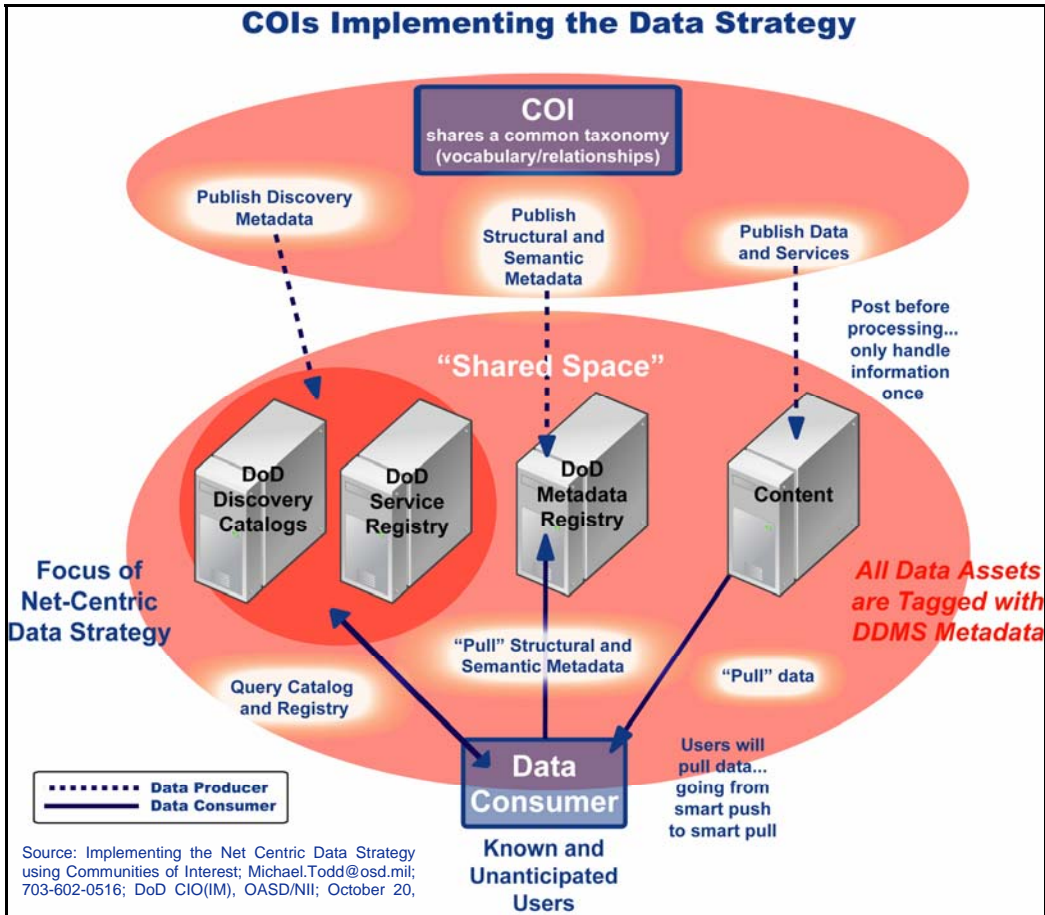 COIs Implementing the Data Strategy
COI
shares a common taxonomy
(vocabulary/relationships)
Publish Discovery
Metadata
Publish
Structural and
Semantic
Metadata
Publish Data
and Services
Post before
processing...
only handle
information
once
“Shared Space”
DoD
Discovery
Catalogs
DoD
Service
Registry
DoD
Metadata
Registry
Content
Focus of
Net-Centric
Data Strategy
All Data Assets
are Tagged with
DDMS Metadata
“Pull” Structural and
Semantic Metadata
“Pull” data
Query Catalog
and Registry
Users will
pull data...
going from
smart push
to smart pull
Data
Consumer
Data Producer
Data Consumer
Known and
Unanticipated
Users
Source: Implementing the Net Centric Data Strategy
using Communities of Interest; Michael.Todd@osd.mil;
703-602-0516; DoD CIO(IM), OASD/NII; October 20,